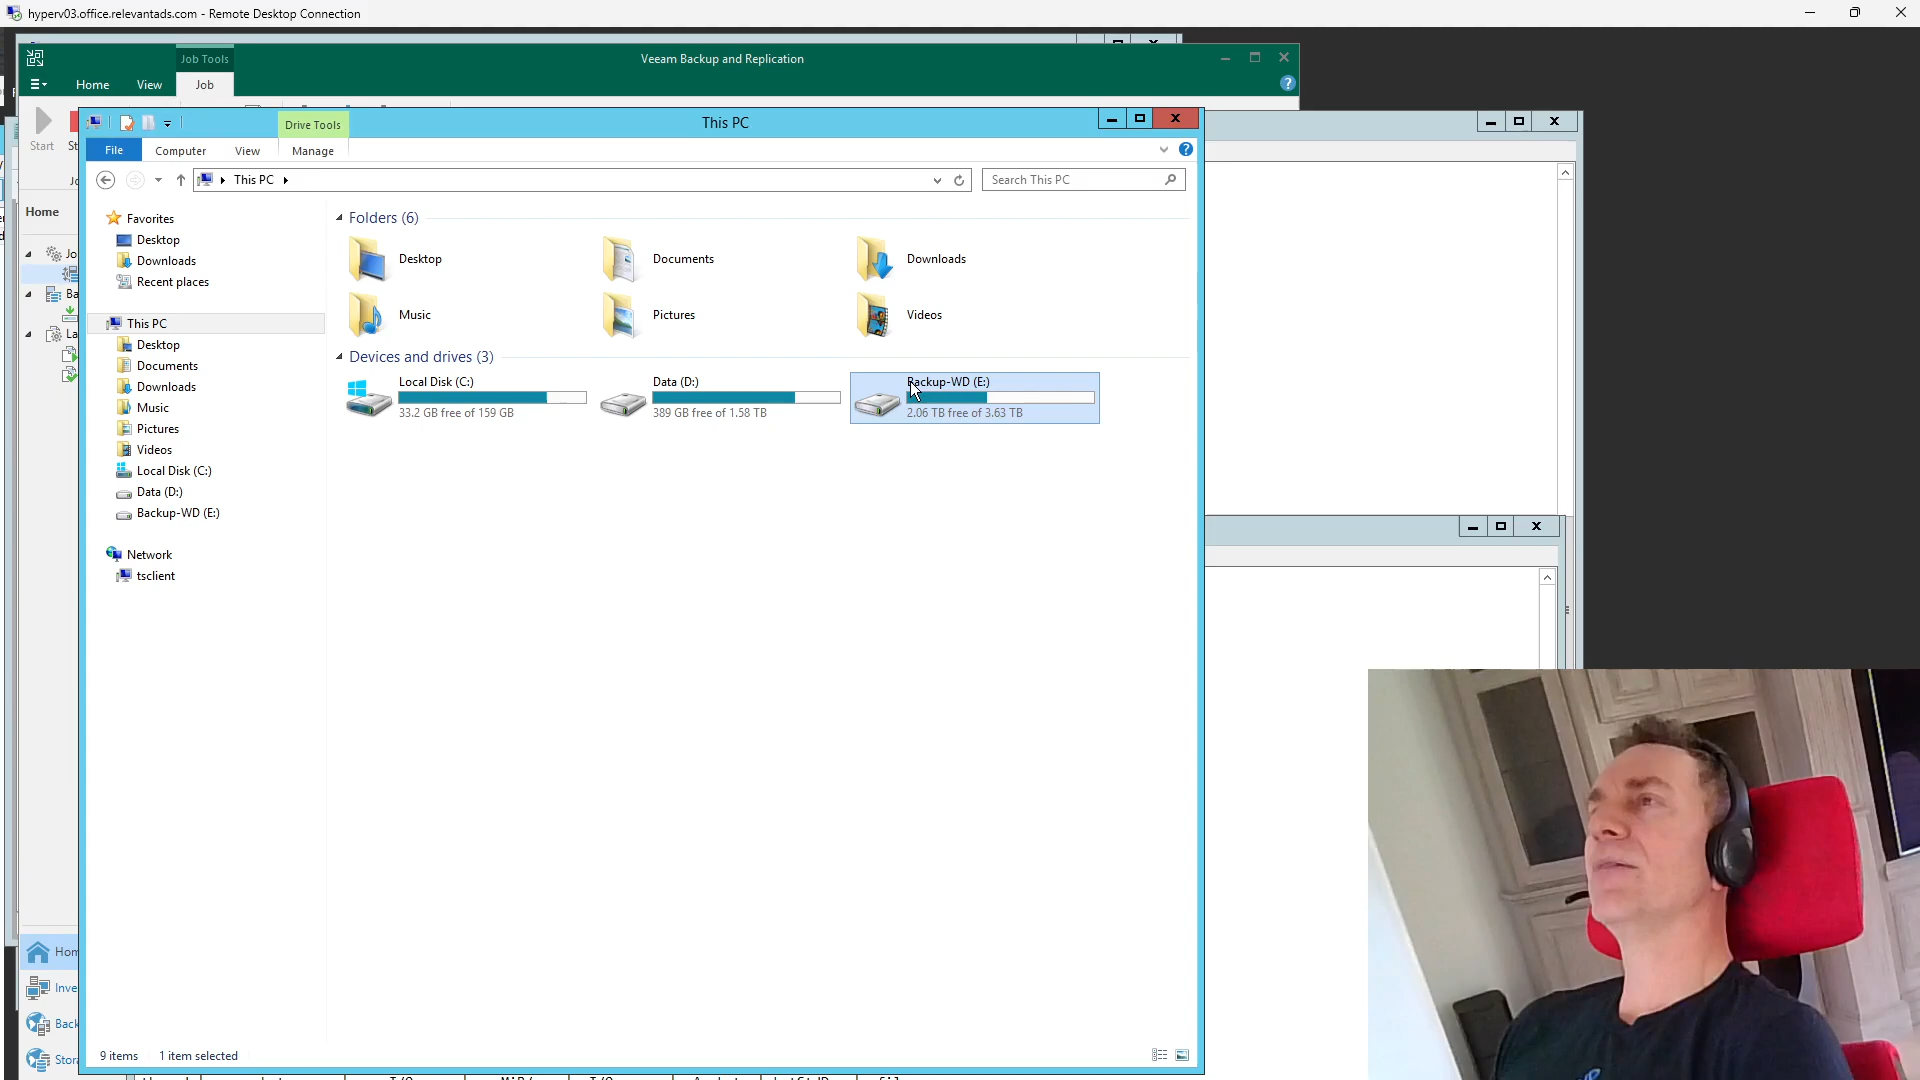 hyperv03.office.relevantads.com - Remote Desktop Connection
Job Tools
Veeam Backup and Replication
Home
View
Job
Start
Drive Tools
This PC
File
Computer
View
Manage
This PC
Search This PC
Home
Favorites
Desktop
Downloads
Recent places
This PC
Desktop
Documents
Downloads
Music
Pictures
Videos
Local Disk (C:)
Data (D:)
Backup-WD (E:)
Network
tsclient
Folders (6)
Desktop
Documents
Downloads
Music
Pictures
Videos
Devices and drives (3)
Local Disk (C:)
33.2 GB free of 159 GB
Data (D:)
389 GB free of 1.58 TB
Backup-WD (E:)
2.06 TB free of 3.63 TB
Hom
Inve
Back
Stora
9 items
1 item selected